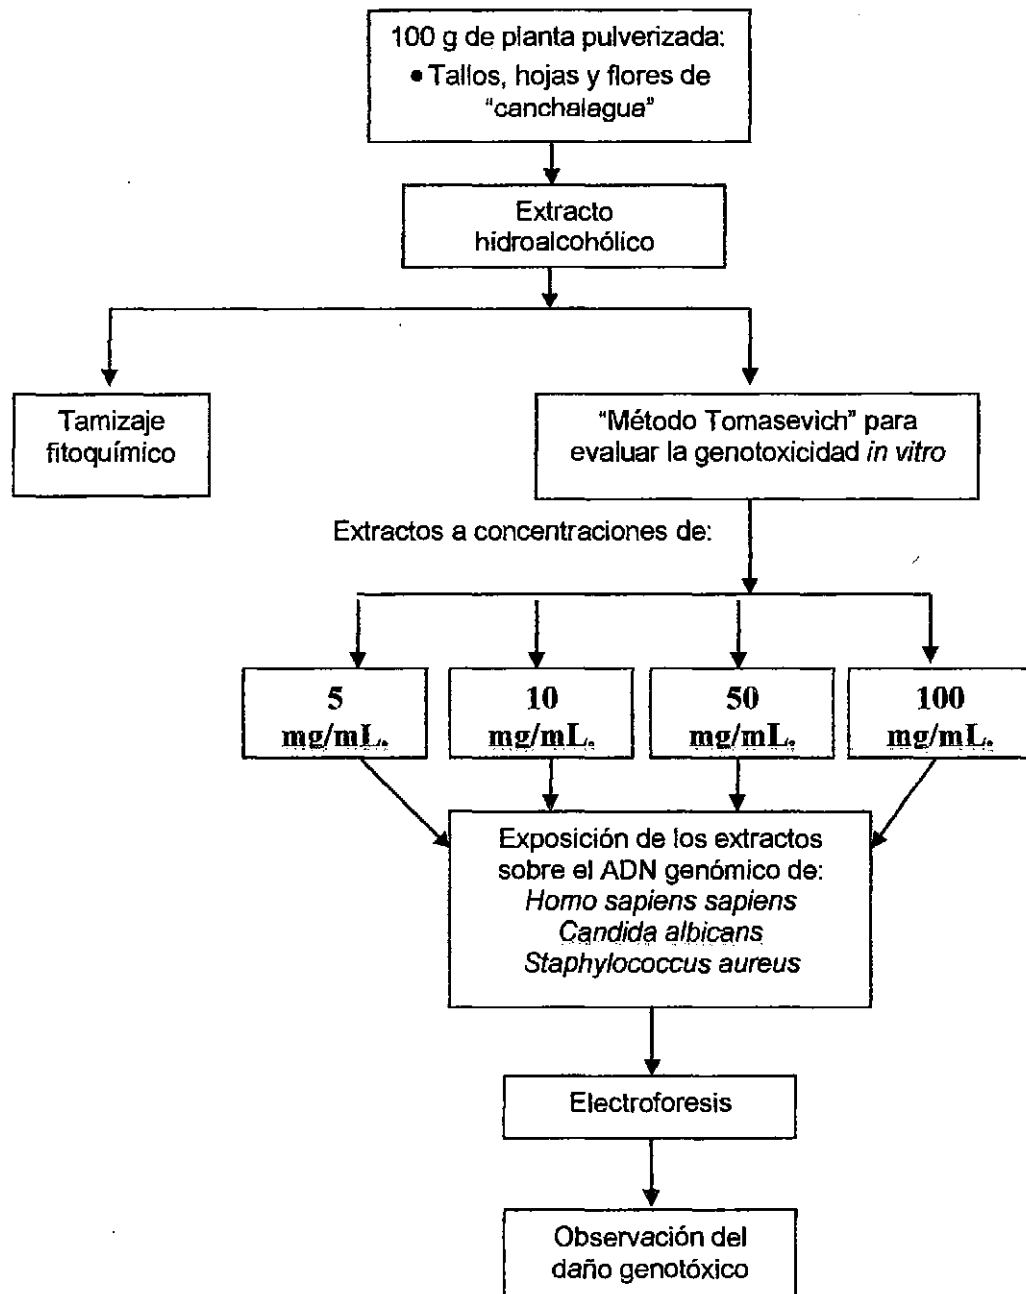 100 g de planta pulverizada:
• Tallos, hojas y flores de
"canchalagua"
Extracto
hidroalcohólico
Tamizaje
fitoquímico
"Método Tomasevich" para
evaluar la genotoxicidad in vitro
Extractos a concentraciones de:
5
mg/mL.
10
mg/mL.
50
mg/mL.
100
mg/mL.
Exposición de los extractos
sobre el ADN genómico de:
Homo sapiens sapiens
Candida albicans
Staphylococcus aureus
Electroforesis
Observación del
daño genotóxico